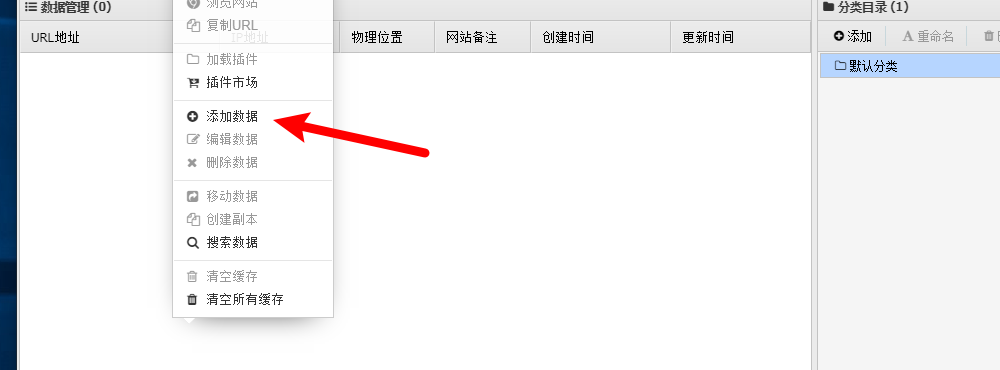 数据管理 (0)
分类目录 (1)
URL地址
IP地址
物理位置
网站备注
创建时间
更新时间
添加
重命名
默认分类
浏览网站
复制URL
加载插件
插件市场
添加数据
编辑数据
删除数据
移动数据
创建副本
搜索数据
清空缓存
清空所有缓存